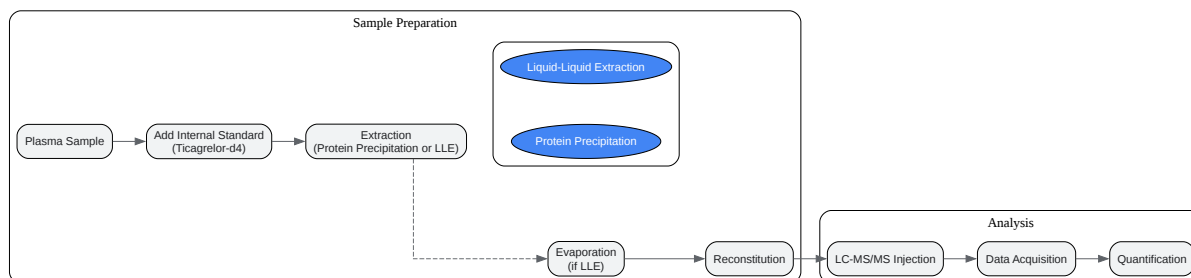 Sample Preparation
Liquid-Liquid Extraction
Protein Precipitation
Plasma Sample
Add Internal Standard
(Ticagrelor-d4)
Extraction
(Protein Precipitation or LLE)
Evaporation
(if LLE)
Reconstitution
Analysis
LC-MS/MS Injection
Data Acquisition
Quantification